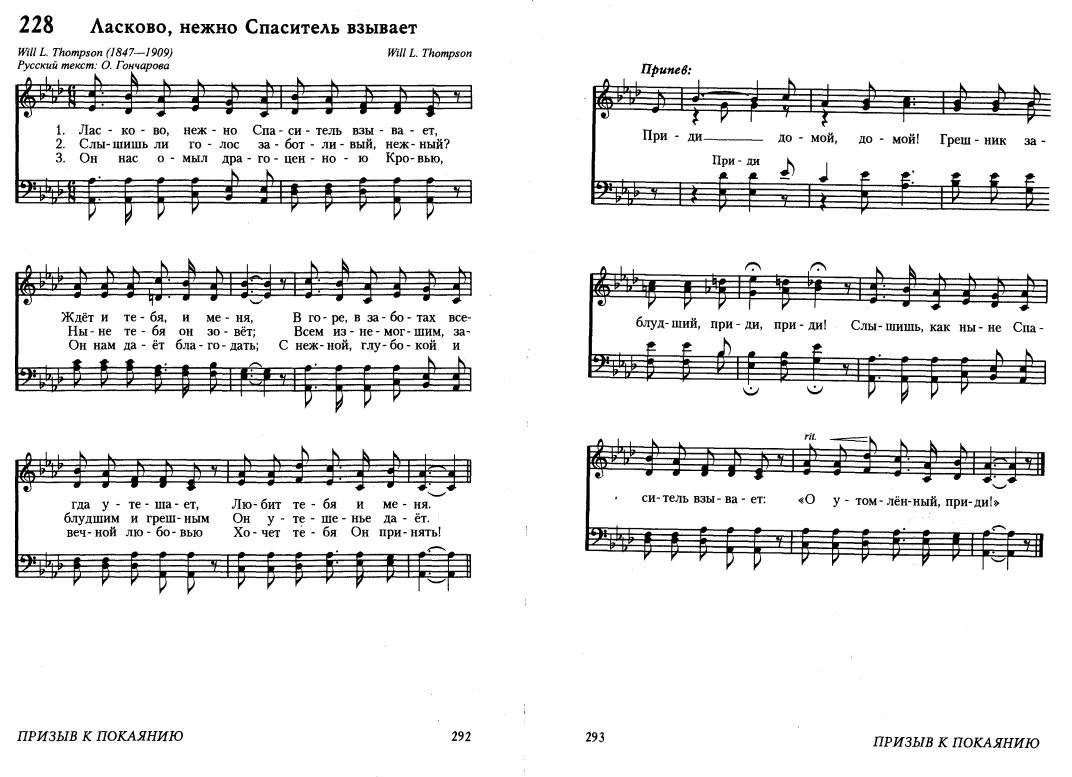 228 Ласково, нежно Спаситель взывает
Will L. Thompson (1847—1909) Will L. Thompson
Русский текст: О. Гончарова
1. Лас - ко - во, неж - но Спа - си - тель взы - ва - ет,
2. Слы - шишь ли го - лос за - бот - ли - вый, неж - ный?
3. Он нас о - мыл дра - го - цен - но - ю Кро - вью,
Ждёт и те - бя, и ме - ня, В го - ре, в за - бо - тах все-
Ны - не те - бя он зо - вёт; Всем из - не - мог - шим, за-
Он нам да - ёт бла - го - дать; С неж - ной, глу - бо - кой и
гда у - те - ша - ет, Лю - бит те - бя и ме - ня.
блудшим и греш - ным Он у - те - ше - нье да - ёт.
веч - ной лю - бо - вью Хо - чет те - бя Он при - нять!
ПРИЗЫВ К ПОКАЯНИЮ 292
Припев:
При - ди до - мой, до - мой! Греш - ник за -
При - ди
блуд - ший, при - ди, при - ди! Слы - шишь, как ны - не Спа -
rit.
си - тель взы - ва - ет: «О у - том - лён - ный, при - ди!»
293 ПРИЗЫВ К ПОКАЯНИЮ